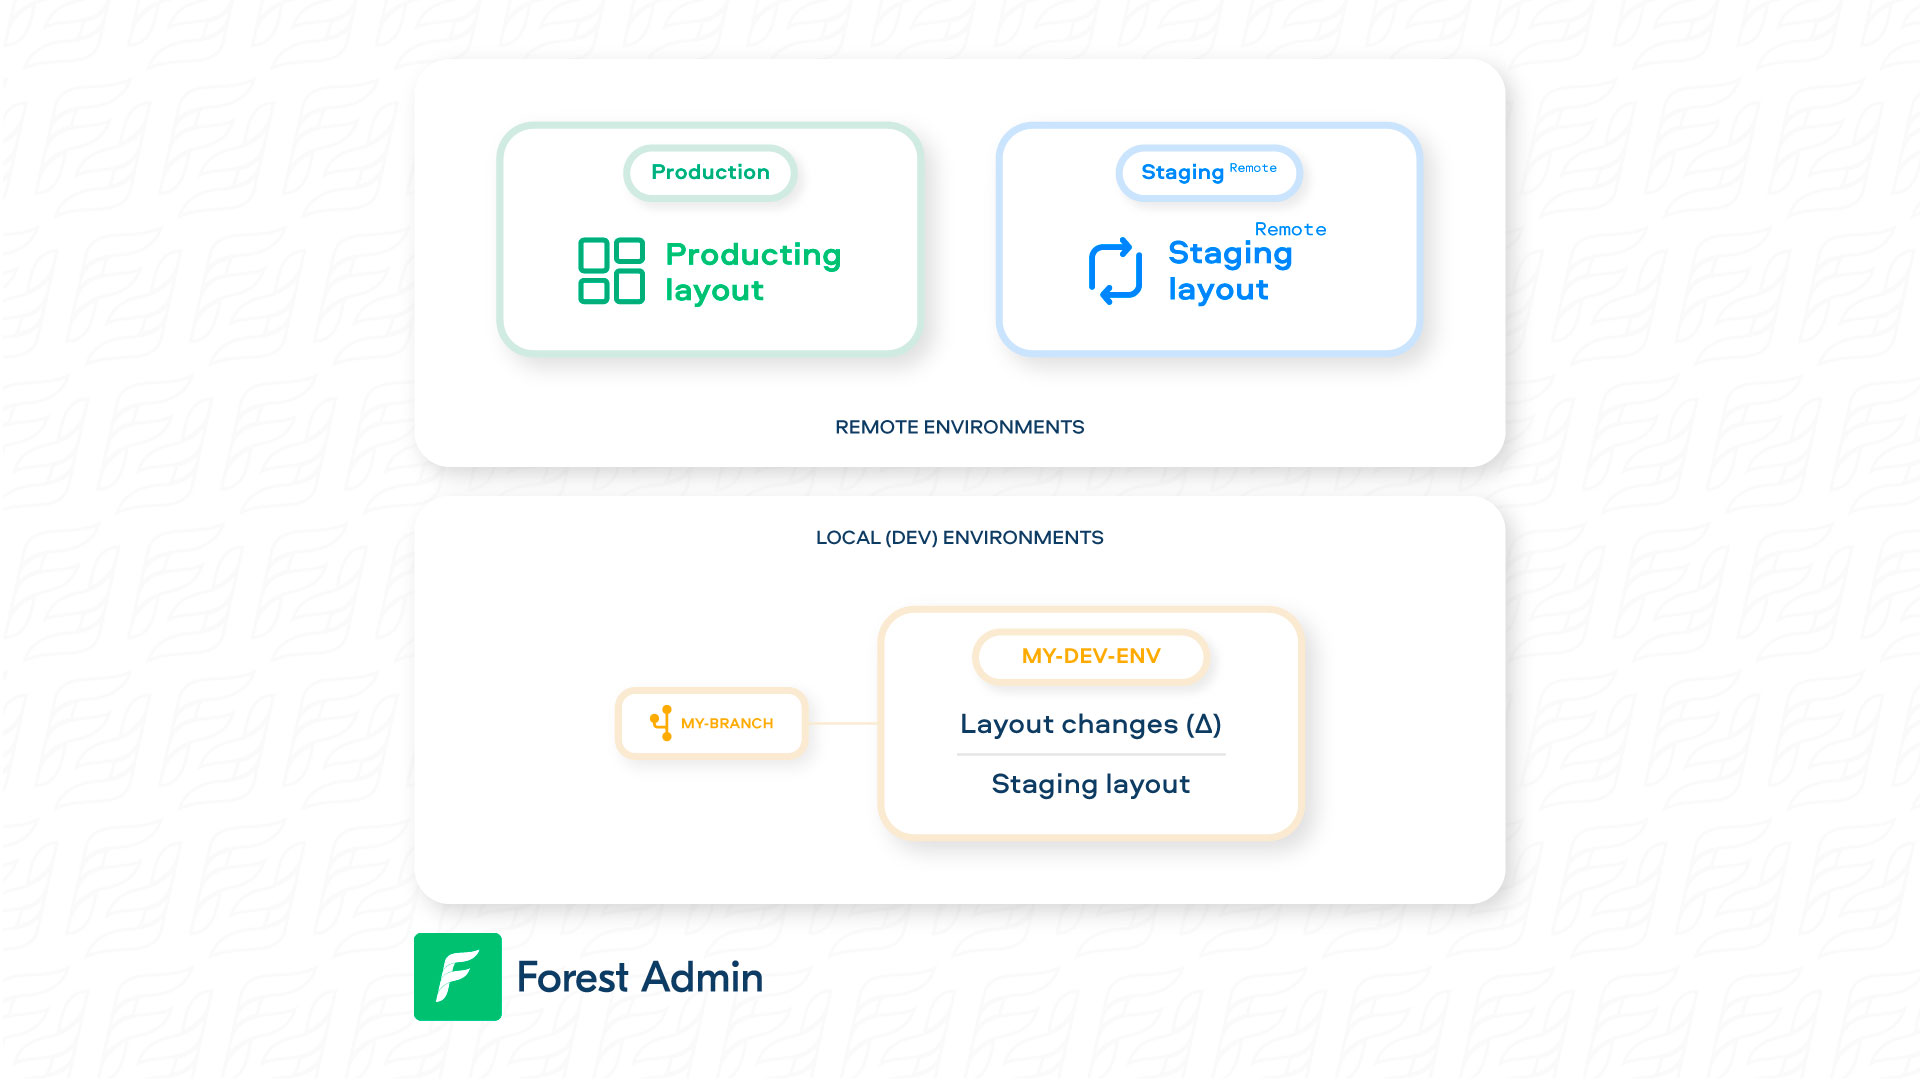 Production
Producting
layout
Staging Remote
Remote
Staging
layout
REMOTE ENVIRONMENTS
LOCAL (DEV) ENVIRONMENTS
MY-BRANCH
MY-DEV-ENV
Layout changes (Δ)
Staging layout
Forest Admin